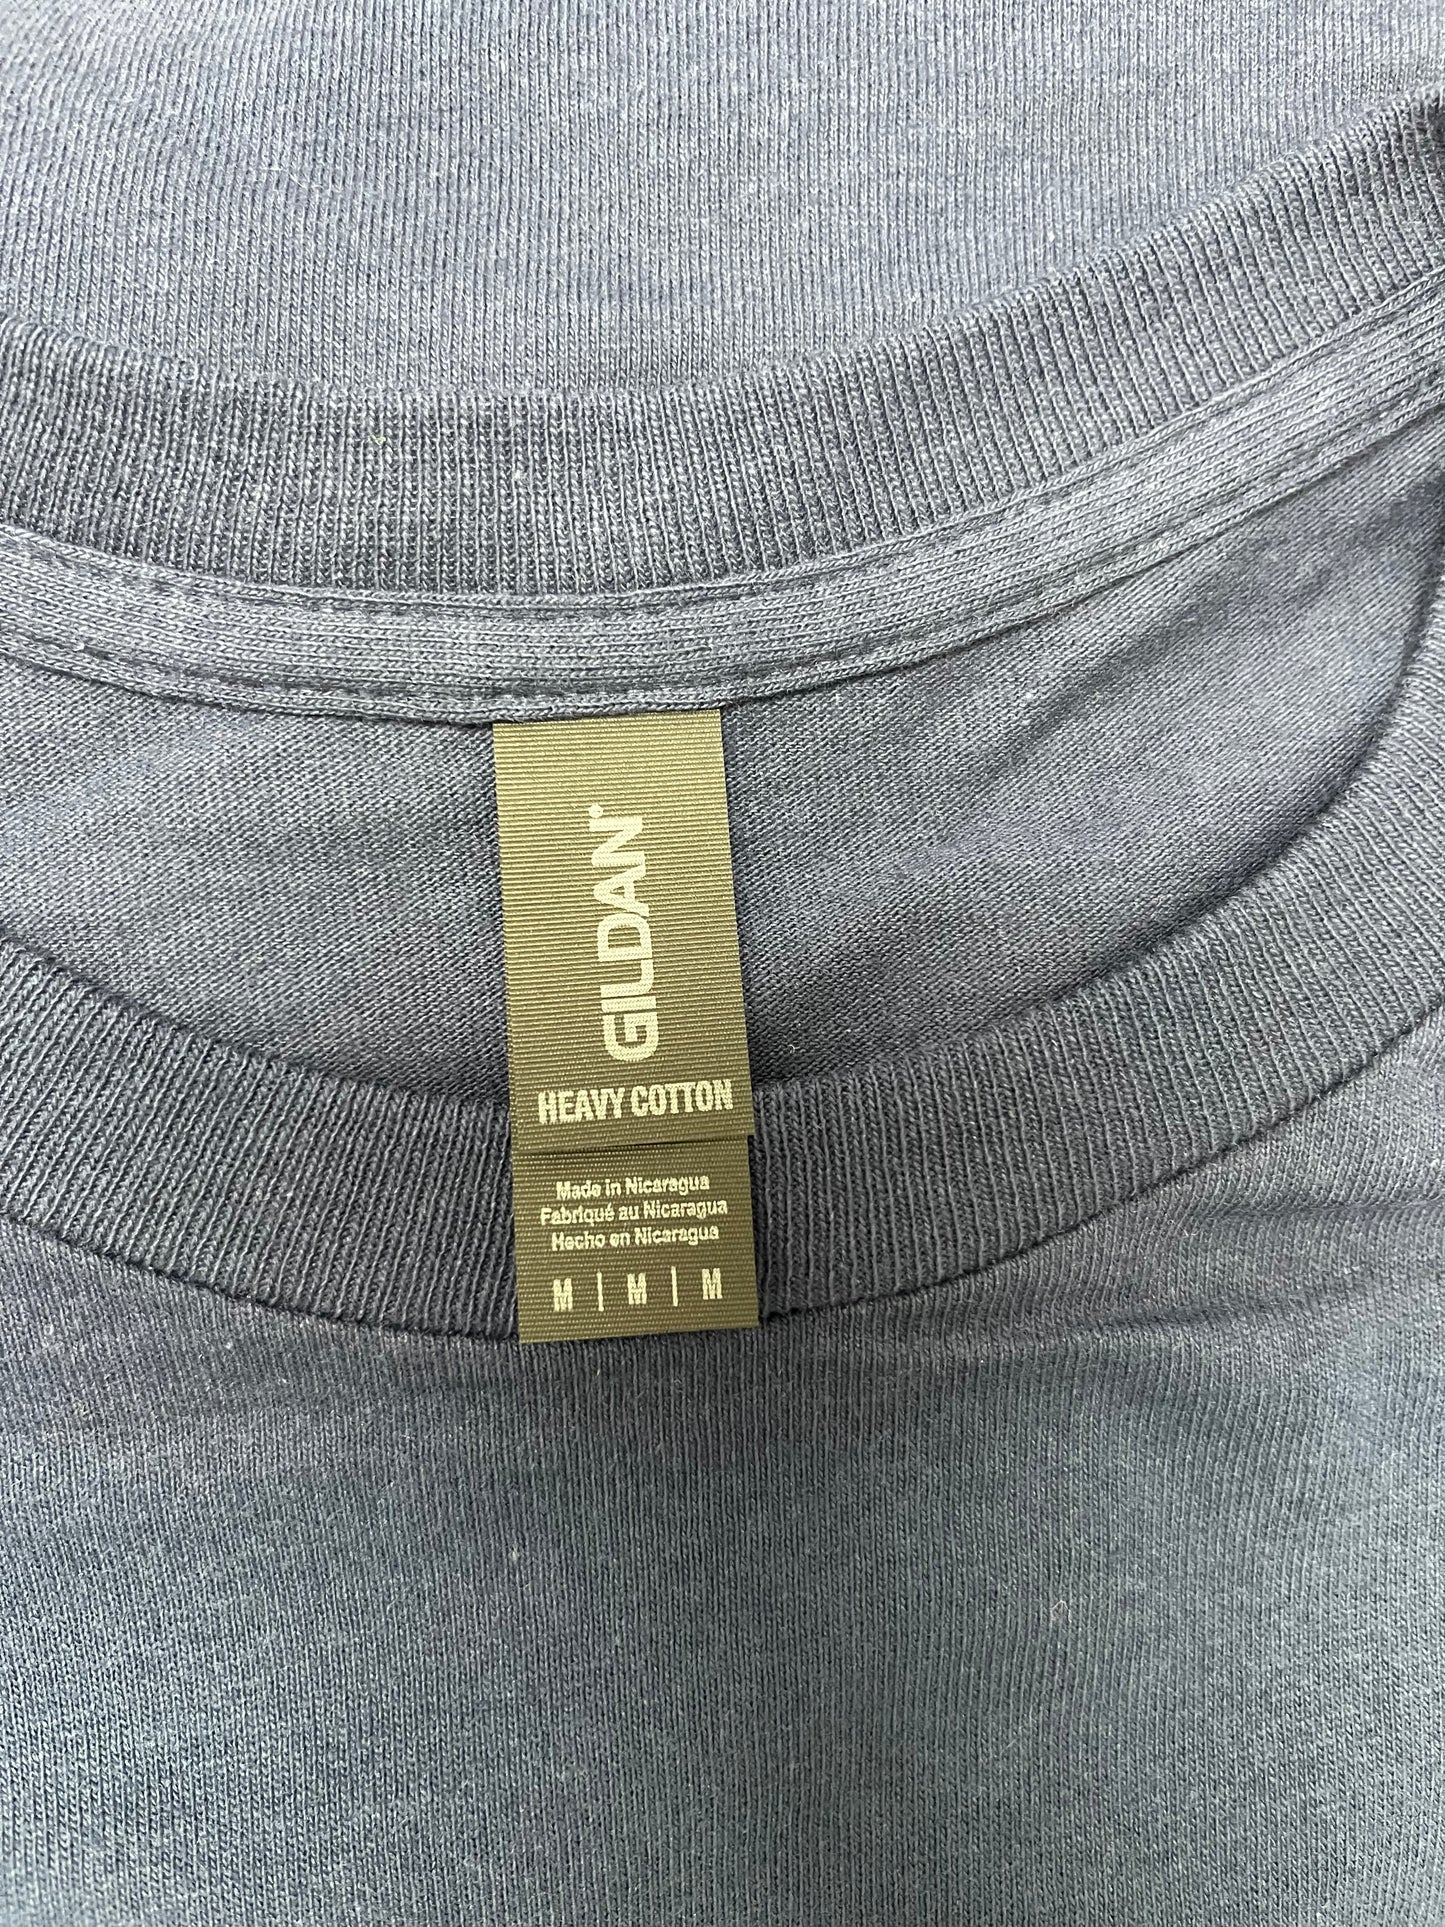 GILDAN®
HEAVY COTTON
Made in Nicaragua
Fabriqué au Nicaragua
Hecho en Nicaragua
M | M | M